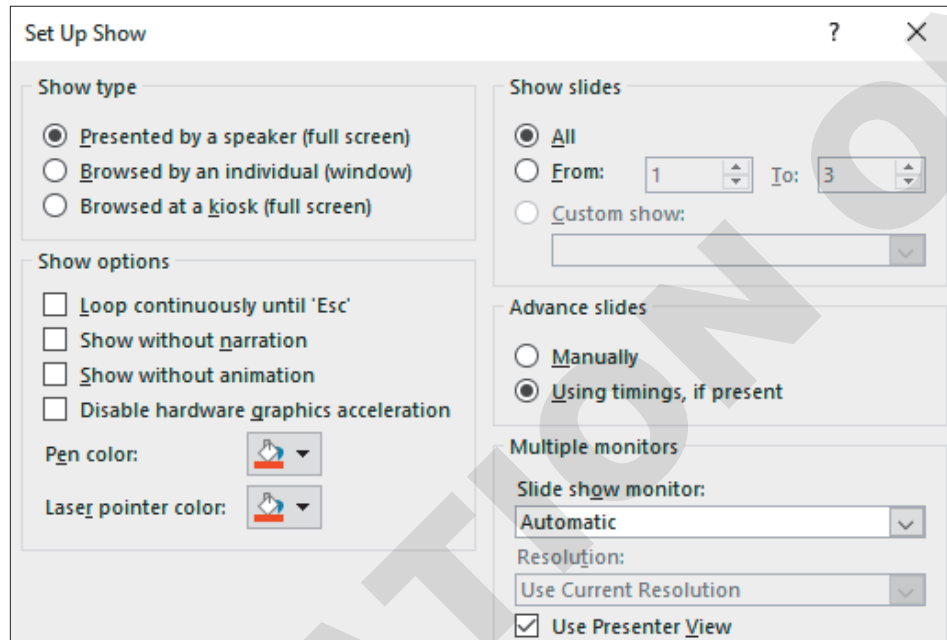 Set Up Show
?
Show type
Presented by a speaker (full screen)
Browsed by an individual (window)
Browsed at a kiosk (full screen)
Show options
Loop continuously until 'Esc'
Show without narration
Show without animation
Disable hardware graphics acceleration
Pen color:
Laser pointer color:
Show slides
All
From: 1 To: 3
Custom show:
Advance slides
Manually
Using timings, if present
Multiple monitors
Slide show monitor:
Automatic
Resolution:
Use Current Resolution
Use Presenter View